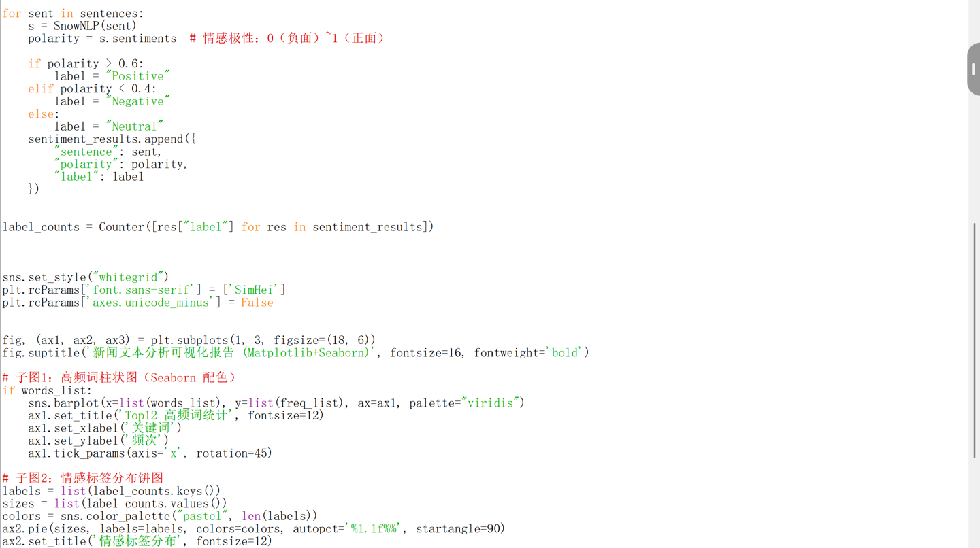 for sent in sentences:
    s = SnowNLP(sent)
    polarity = s.sentiments  # 情感极性：0（负面）~1（正面）

    if polarity > 0.6:
        label = "Positive"
    elif polarity < 0.4:
        label = "Negative"
    else:
        label = "Neutral"
    sentiment_results.append({
        "sentence": sent,
        "polarity": polarity,
        "label": label
    })

label_counts = Counter([res["label"] for res in sentiment_results])

sns.set_style("whitegrid")
plt.rcParams['font.sans-serif'] = ['SimHei']
plt.rcParams['axes.unicode_minus'] = False

fig, (ax1, ax2, ax3) = plt.subplots(1, 3, figsize=(18, 6))
fig.suptitle('新闻文本分析可视化报告 (Matplotlib+Seaborn)', fontsize=16, fontweight='bold')

# 子图1：高频词柱状图（Seaborn 配色）
if words_list:
    sns.barplot(x=list(words_list), y=list(freq_list), ax=ax1, palette="viridis")
    ax1.set_title('Top12 高频词统计', fontsize=12)
    ax1.set_xlabel('关键词')
    ax1.set_ylabel('频次')
    ax1.tick_params(axis='x', rotation=45)

# 子图2：情感标签分布饼图
labels = list(label_counts.keys())
sizes = list(label_counts.values())
colors = sns.color_palette("pastel", len(labels))
ax2.pie(sizes, labels=labels, colors=colors, autopct='%1.1f%%', startangle=90)
ax2.set_title('情感标签分布', fontsize=12)